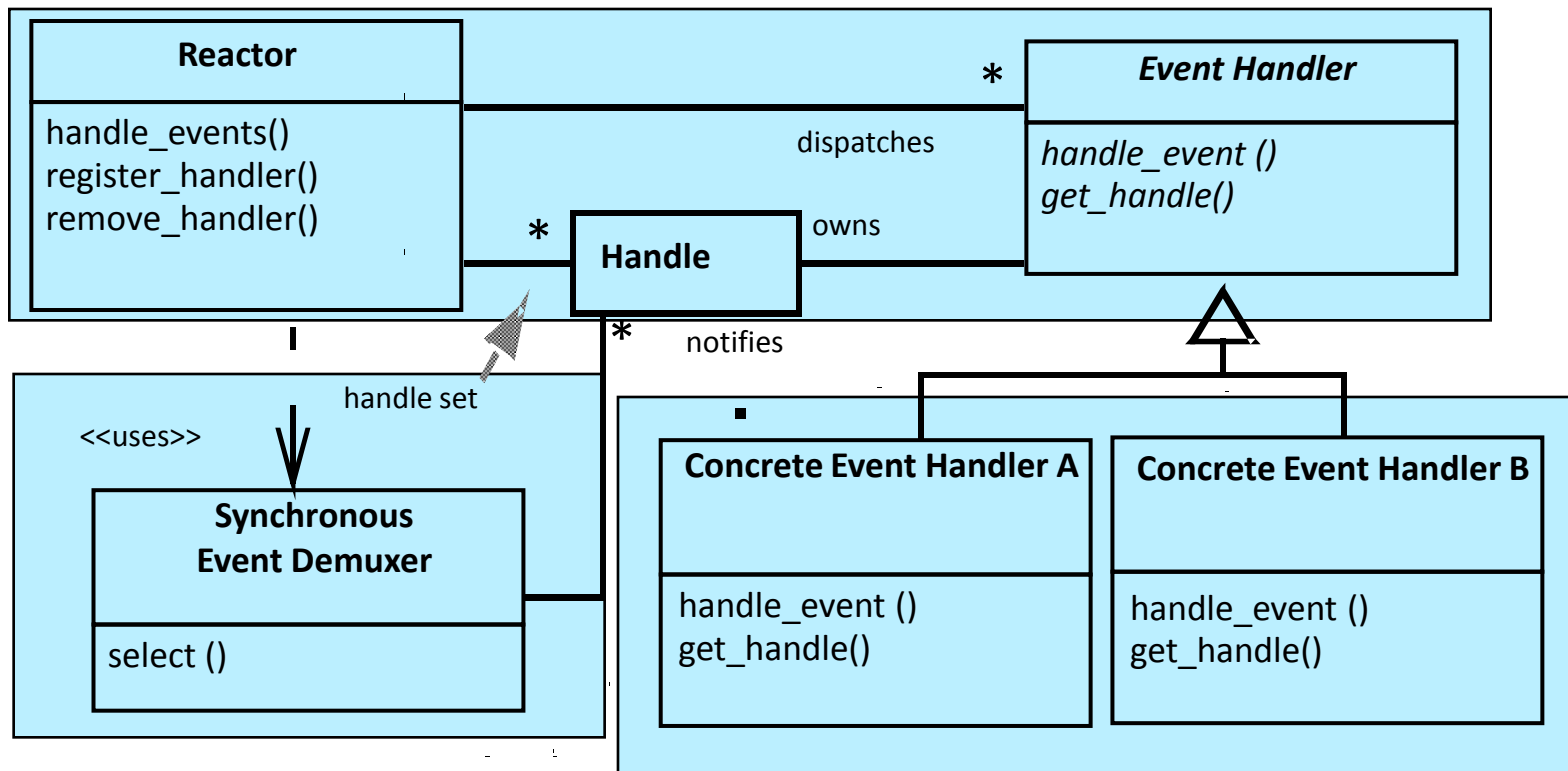 Reactor
handle_events()
register_handler()
remove_handler()
*
dispatches
Event Handler
handle_event ()
get_handle()
*
Handle
owns
*
notifies
handle set
<<uses>>
Synchronous
Event Demuxer
select ()
Concrete Event Handler A
handle_event ()
get_handle()
Concrete Event Handler B
handle_event ()
get_handle()